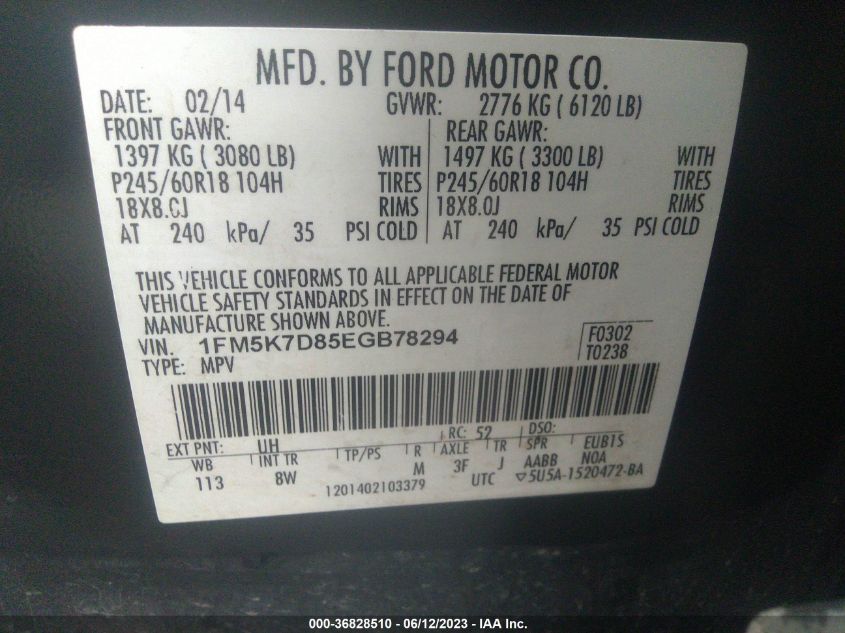 MFD. BY FORD MOTOR CO.
DATE: 02/14 GVWR: 2776 KG ( 6120 LB)
FRONT GAWR: REAR GAWR:
1397 KG ( 3080 LB) WITH 1497 KG ( 3300 LB) WITH
P245/60R18 104H TIRES P245/60R18 104H TIRES
18X8.0J RIMS 18X8.0J RIMS
AT 240 kPa/ 35 PSI COLD AT 240 kPa/ 35 PSI COLD
THIS VEHICLE CONFORMS TO ALL APPLICABLE FEDERAL MOTOR
VEHICLE SAFETY STANDARDS IN EFFECT ON THE DATE OF
MANUFACTURE SHOWN ABOVE.
VIN. 1FM5K7D85EGB78294 F0302
TYPE: MPV T0238
EXT PNT: UH RC: 52 DSO:
WB INT TR TP/PS R AXLE TR SPR EUB1S
113 8W M 3F J AABB NOA
1201402103379 UTC ▽5U5A-1520472-BA
000-36828510 - 06/12/2023 - IAA Inc.